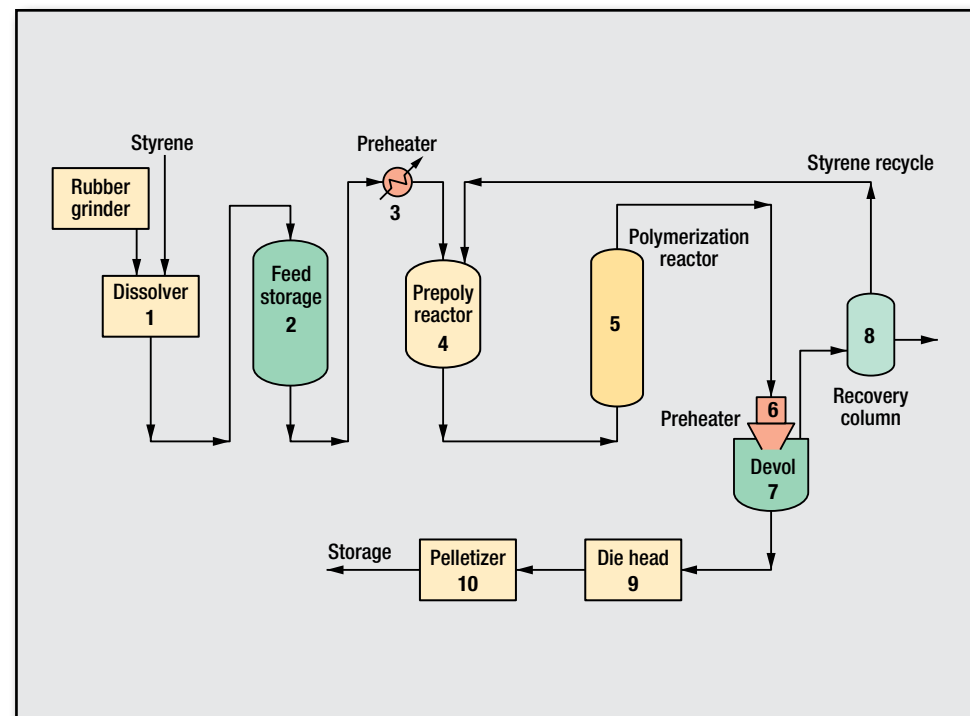 Styrene
Preheater
Styrene recycle
Rubber
grinder
3
Polymerization
reactor
Dissolver
1
Feed
storage
2
Prepoly
reactor
4
5
8
Recovery
column
Preheater
6
Devol
7
Storage
Pelletizer
10
Die head
9